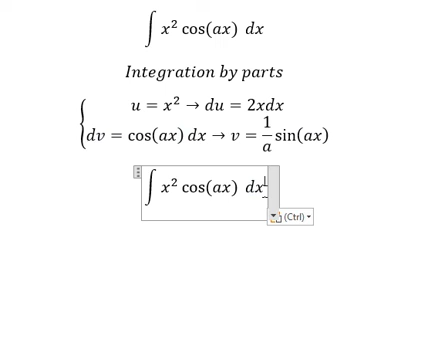 ∫ x² cos(ax) dx
Integration by parts
u = x² → du = 2xdx
dv = cos(ax) dx → v = 1/a sin(ax)
∫ x² cos(ax) dx
(Ctrl)